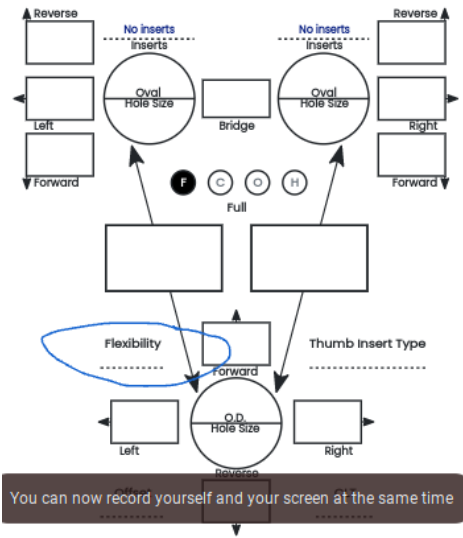 Reverse
Reverse
No inserts
No inserts
Inserts
Inserts
Oval
Hole Size
Oval
Hole Size
Left
Bridge
Right
Forward
Forward
F C O H
Full
Flexibility
Thumb Insert Type
Forward
O.D.
Hole Size
Left
Right
Reverse
You can now record yourself and your screen at the same time